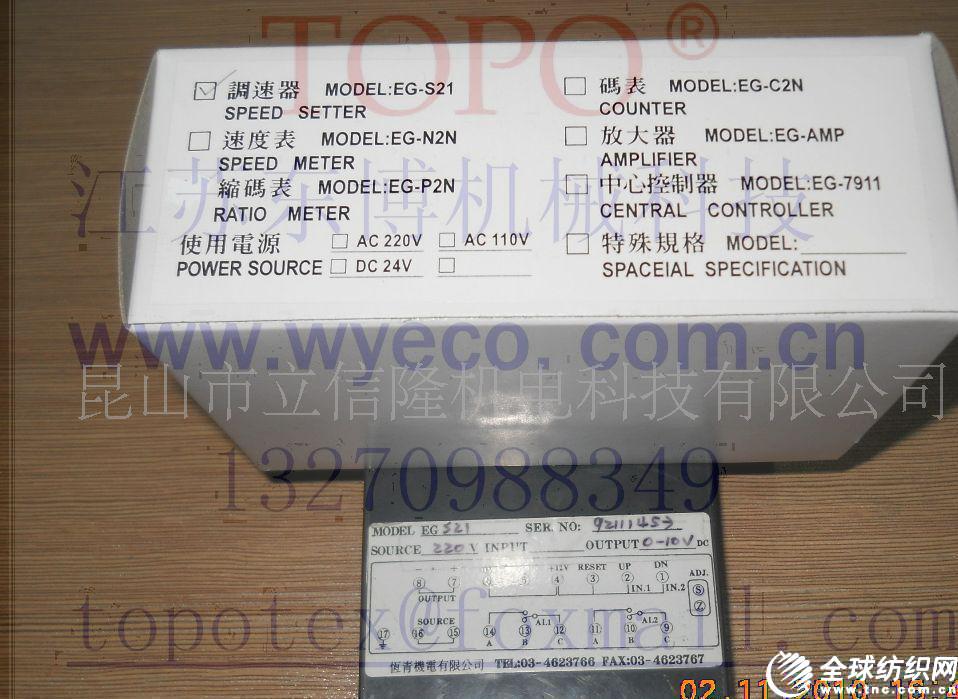 TOPO®
調速器 MODEL:EG-S21
SPEED SETTER
速度表 MODEL:EG-N2N
SPEED METER
縮碼表 MODEL:EG-P2N
RATIO METER
使用電源 AC 220V AC 110V
POWER SOURCE DC 24V
碼表 MODEL:EG-C2N
COUNTER
放大器 MODEL:EG-AMP
AMPLIFIER
中心控制器 MODEL:EG-7911
CENTRAL CONTROLLER
特殊規格 MODEL:
SPACEIAL SPECIFICATION
江苏东博机械科技
www.wyeco.com.cn
昆山市立信隆机电科技有限公司
13270988349
MODEL EG S21 SER. NO:
SOURCE 220 V INPUT OUTPUT 0-10V DC
- + +12V RESET UP DN ADJ.
⑧ ⑦ ④ ③ ② ① Ⓢ
OUTPUT IN.1 IN.2 Ⓩ
SOURCE AL1 AL2
⑰ ⑯ ⑮ ⑭ ⑬ ⑫ ⑪ ⑩ ⑨
A B C A B C
恆青機電有限公司 TEL:03-4623766 FAX:03-4623767
topotex@foxmail.com
全球纺织网
www.tnc.com.cn